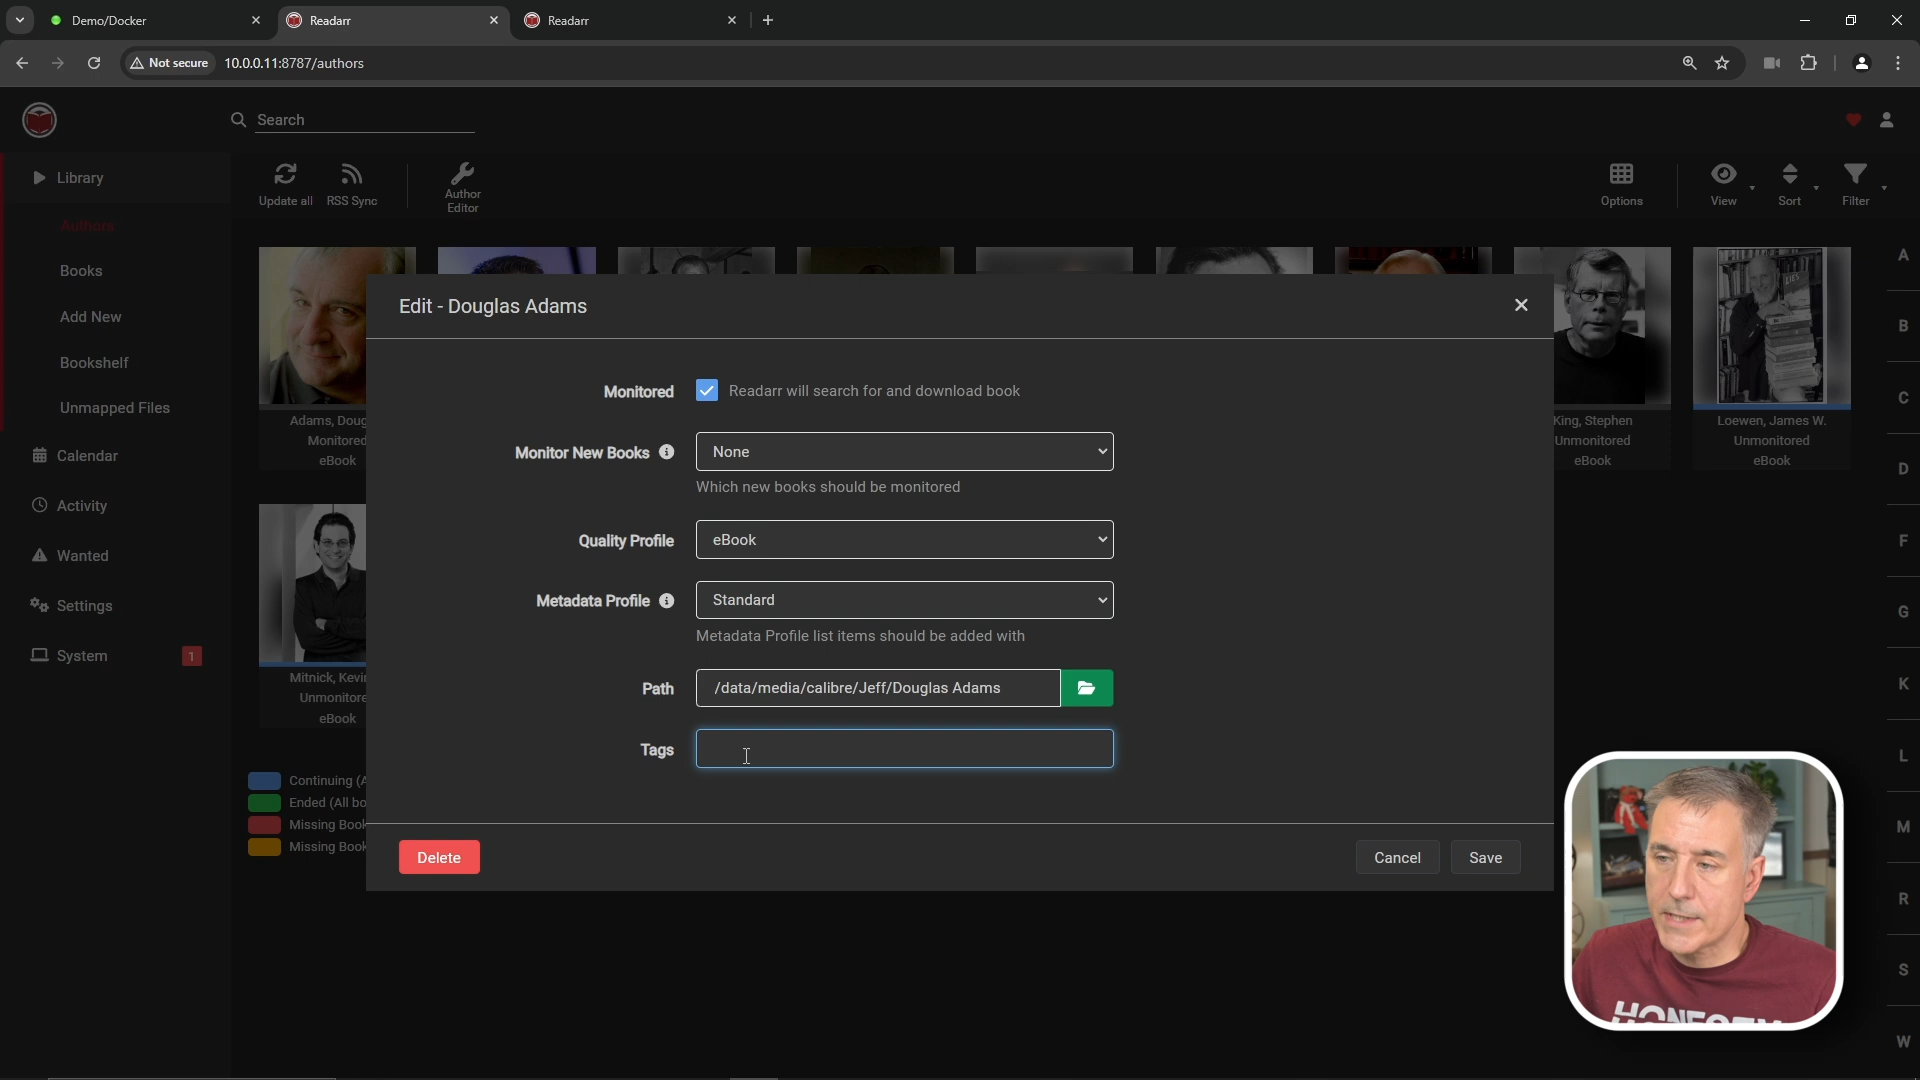 Demo/Docker
Readarr
Readarr
Not secure
10.0.0.11:8787/authors
Search
Library
Authors
Books
Add New
Bookshelf
Unmapped Files
Calendar
Activity
Wanted
Settings
System
1
Update all
RSS Sync
Author
Editor
Options
View
Sort
Filter
Adams, Doug
Monitored
eBook
King, Stephen
Unmonitored
eBook
Loewen, James W.
Unmonitored
eBook
Mitnick, Kevi
Unmonitore
eBook
Continuing (A
Ended (All bo
Missing Book
Missing Book
Edit - Douglas Adams
Monitored
Readarr will search for and download book
Monitor New Books
None
Which new books should be monitored
Quality Profile
eBook
Metadata Profile
Standard
Metadata Profile list items should be added with
Path
/data/media/calibre/Jeff/Douglas Adams
Tags
Delete
Cancel
Save
A
B
C
D
F
G
K
L
M
R
S
W